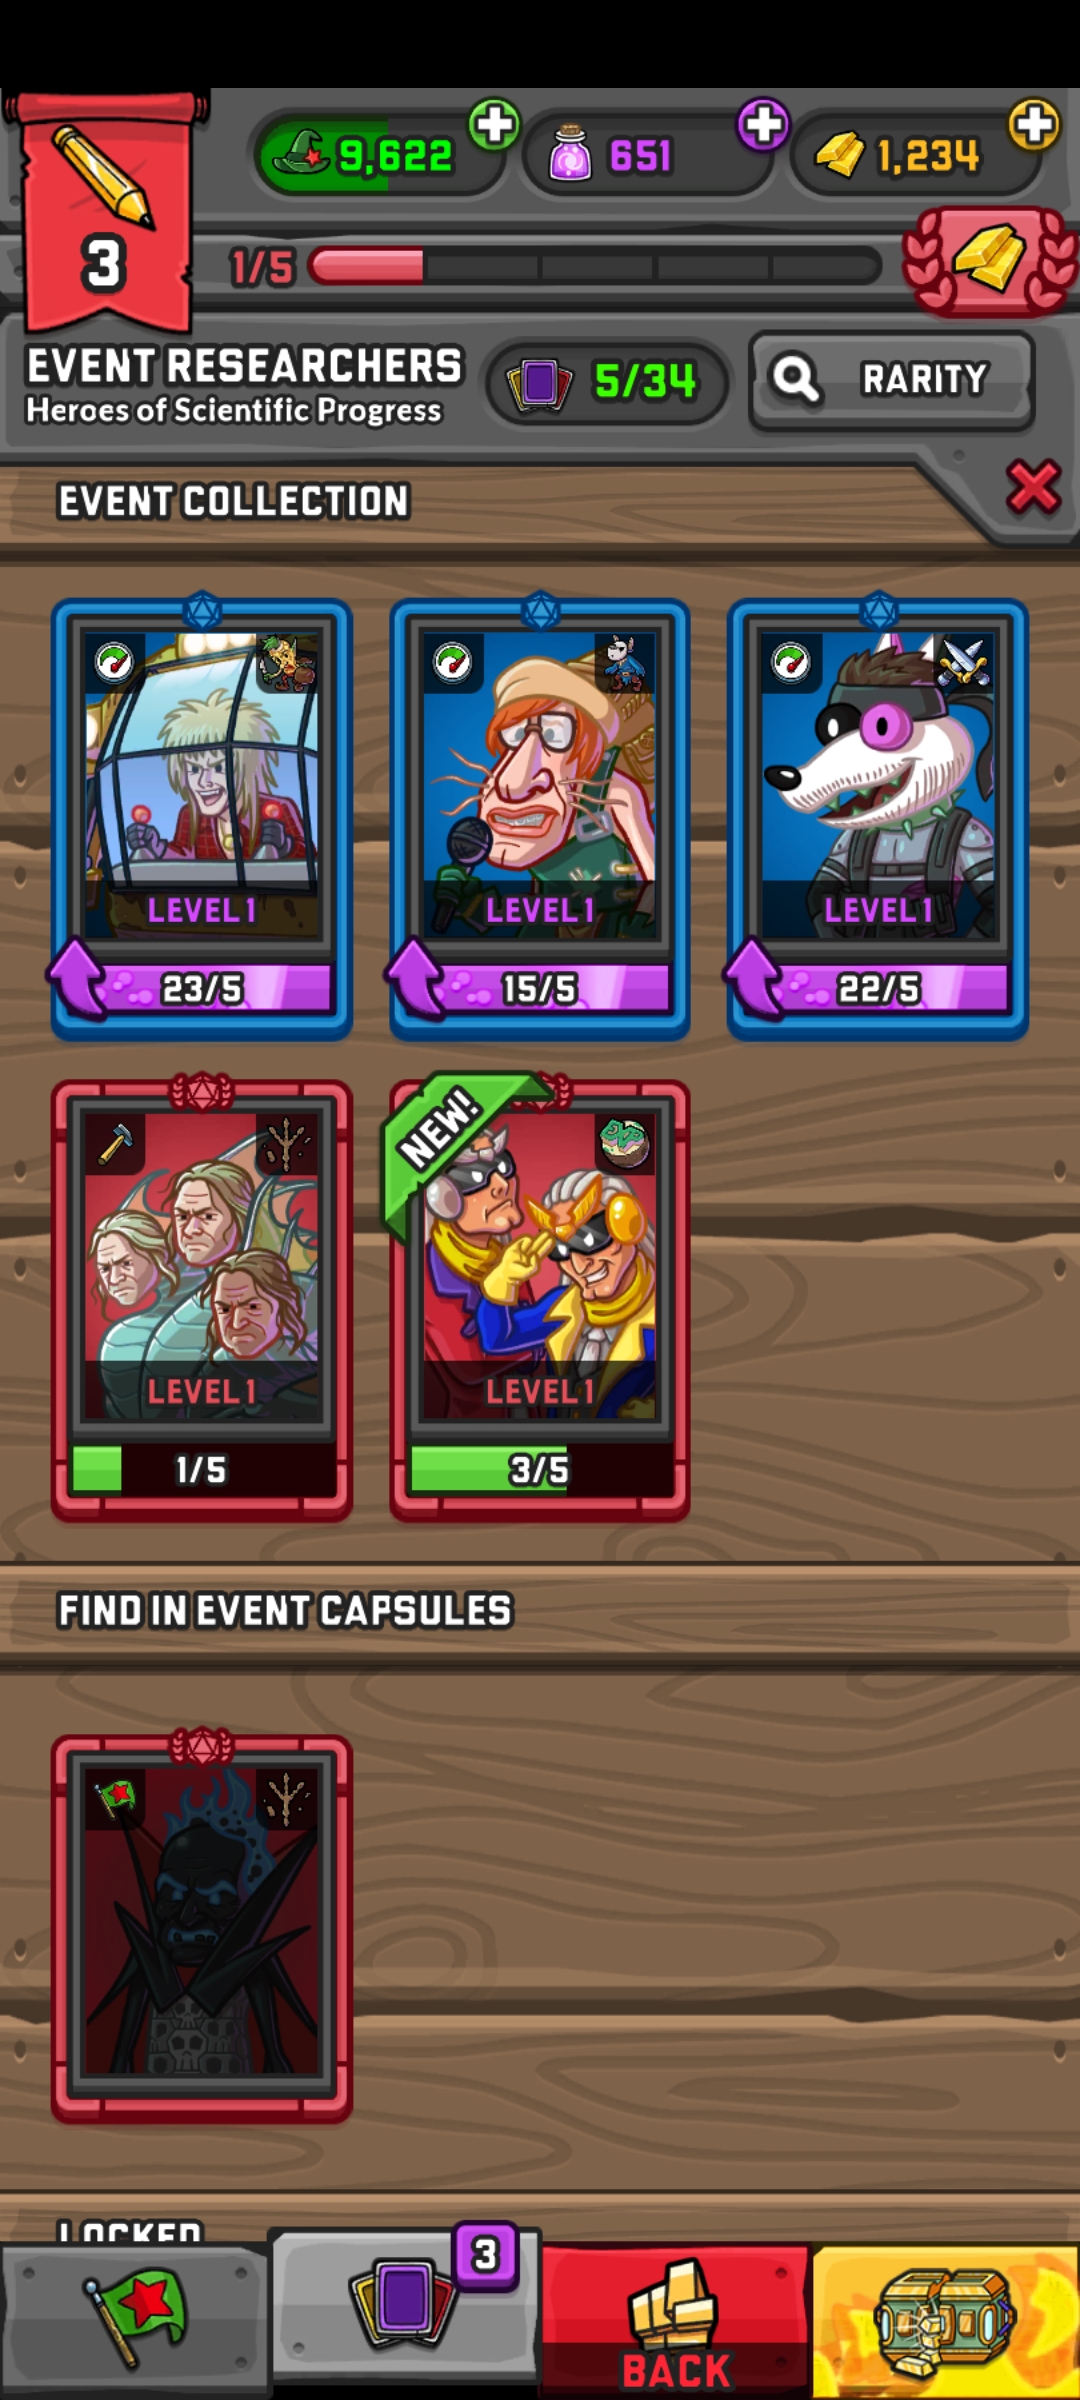 9,622
651
1,234
3
1/5
EVENT RESEARCHERS
Heroes of Scientific Progress
5/34
RARITY
EVENT COLLECTION
LEVEL 1
LEVEL 1
LEVEL 1
23/5
15/5
22/5
NEW!
EXP
LEVEL 1
LEVEL 1
1/5
3/5
FIND IN EVENT CAPSULES
LOCKED
3
BACK